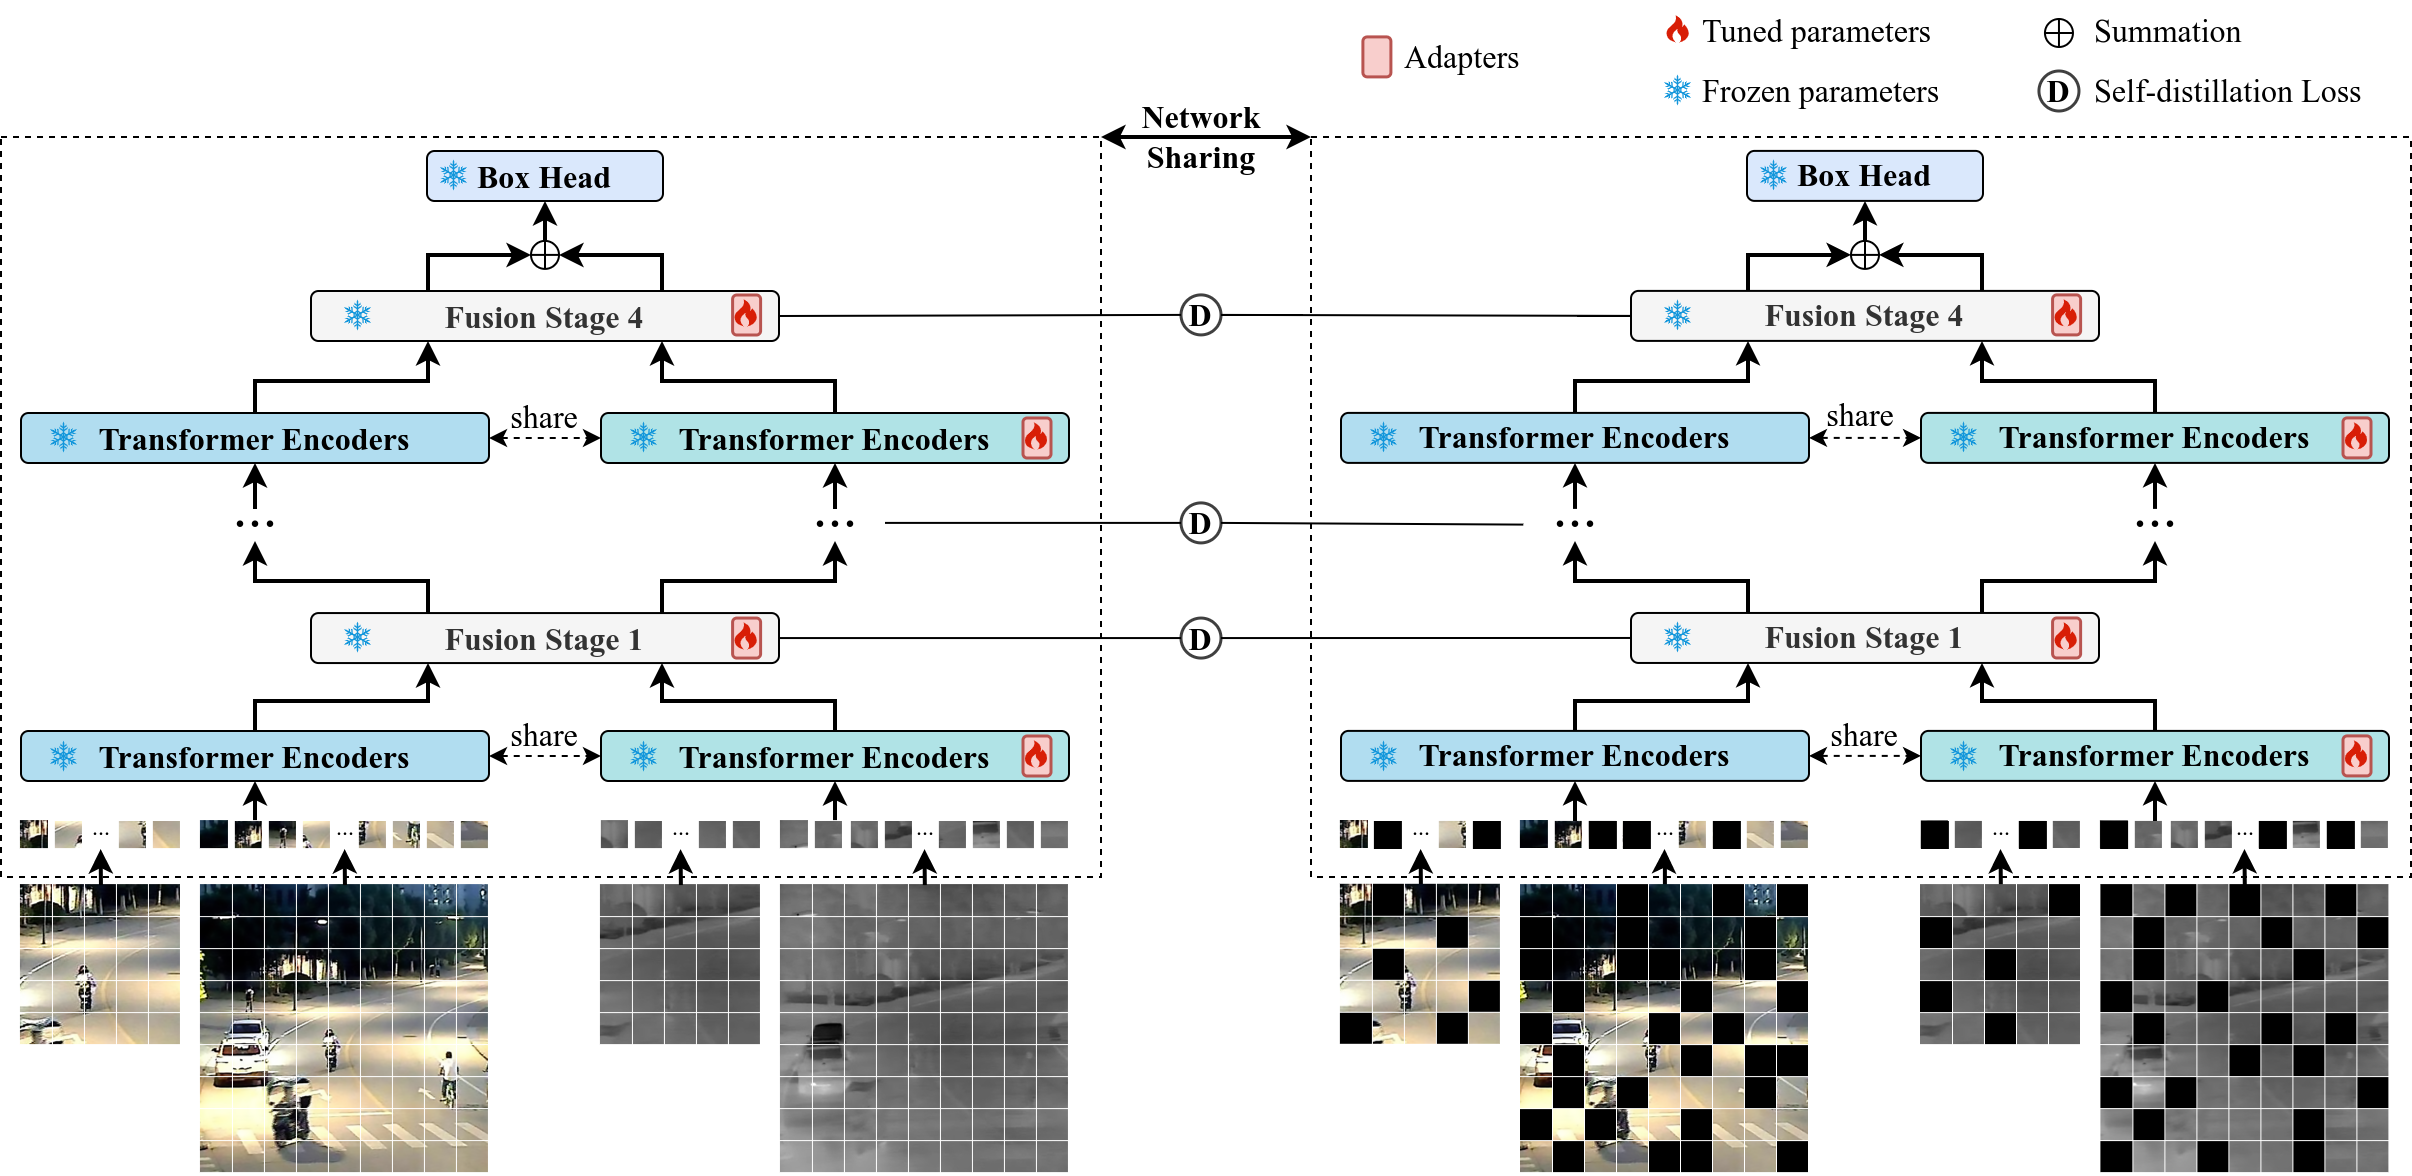 Tuned parameters
Summation
Adapters
Frozen parameters
D Self-distillation Loss
Network
Sharing
Box Head
Box Head
Fusion Stage 4
D
Fusion Stage 4
Transformer Encoders
share
Transformer Encoders
Transformer Encoders
share
Transformer Encoders
...
...
D
...
...
Fusion Stage 1
D
Fusion Stage 1
Transformer Encoders
share
Transformer Encoders
Transformer Encoders
share
Transformer Encoders
...
...
...
...
...
...
...
...